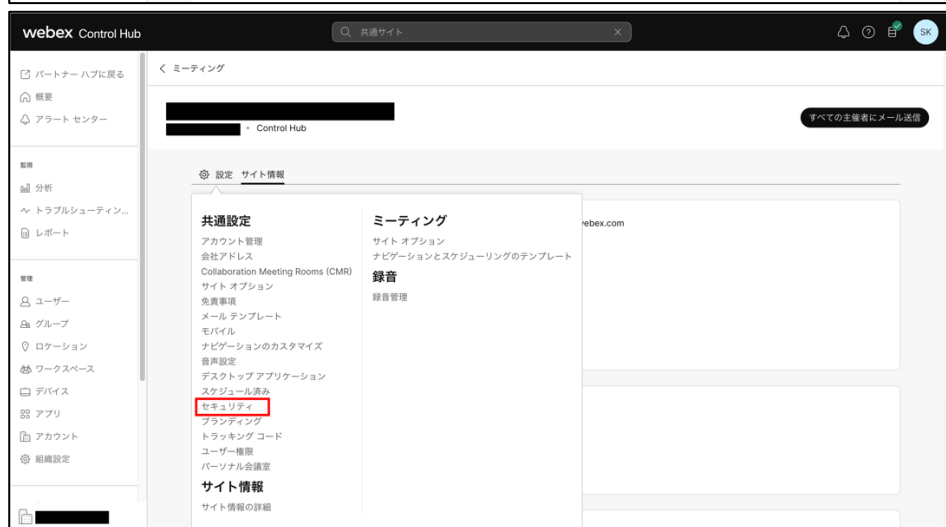 webex Control Hub
共通サイト
SK
パートナー ハブに戻る
概要
アラート センター
監視
分析
トラブルシューティン...
レポート
管理
ユーザー
グループ
ロケーション
ワークスペース
デバイス
アプリ
アカウント
組織設定
ミーティング
• Control Hub
すべての主催者にメール送信
設定 サイト情報
共通設定
アカウント管理
会社アドレス
Collaboration Meeting Rooms (CMR)
サイト オプション
免責事項
メール テンプレート
モバイル
ナビゲーションのカスタマイズ
音声設定
デスクトップ アプリケーション
スケジュール済み
セキュリティ
ブランディング
トラッキング コード
ユーザー権限
パーソナル会議室
サイト情報
サイト情報の詳細
ミーティング
サイト オプション
ナビゲーションとスケジューリングのテンプレート
録音
録音管理
vebex.com